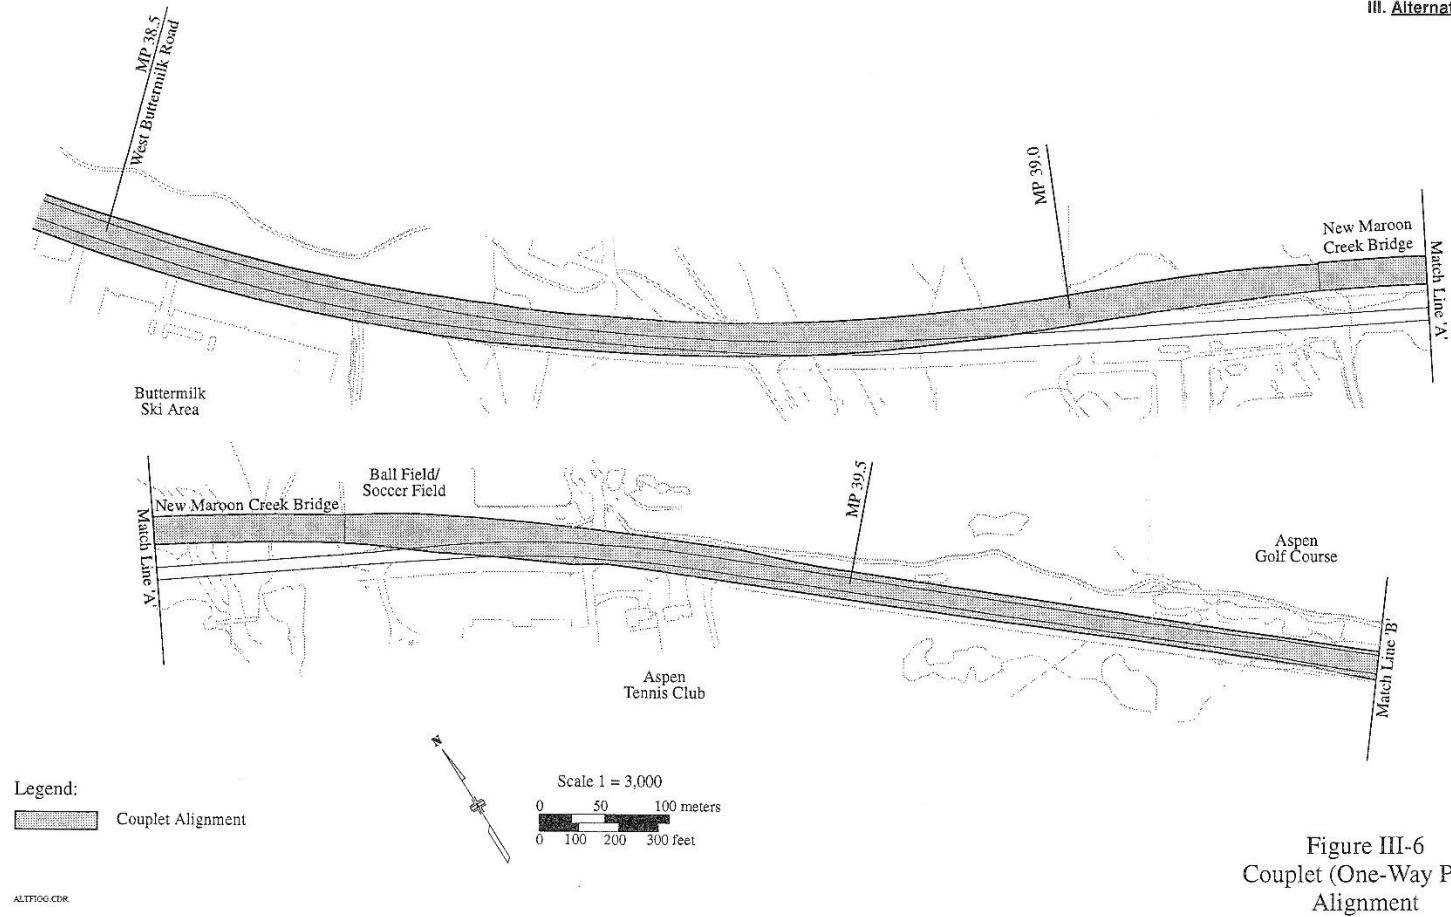 III. Alternat
MP 38.5
West Buttermilk Road
MP 39.0
New Maroon
Creek Bridge
Match Line 'A'
Buttermilk
Ski Area
New Maroon Creek Bridge
Ball Field/
Soccer Field
MP 39.5
Aspen
Golf Course
Match Line 'A'
Aspen
Tennis Club
Match Line 'B'
N
Legend:
Couplet Alignment
Scale 1 = 3,000
0 50 100 meters
0 100 200 300 feet
Figure III-6
Couplet (One-Way P
Alignment
ALTFIGG.CDR